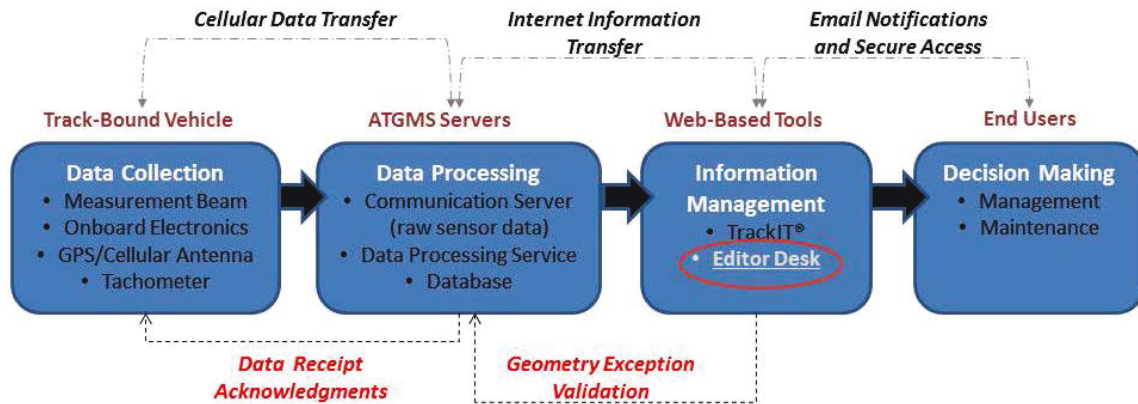 Cellular Data Transfer
Internet Information
Transfer
Email Notifications
and Secure Access
Track-Bound Vehicle
ATGMS Servers
Web-Based Tools
End Users
Data Collection
• Measurement Beam
• Onboard Electronics
• GPS/Cellular Antenna
• Tachometer
Data Processing
• Communication Server
(raw sensor data)
• Data Processing Service
• Database
Information
Management
• TrackIT®
• Editor Desk
Decision Making
• Management
• Maintenance
Data Receipt
Acknowledgments
Geometry Exception
Validation